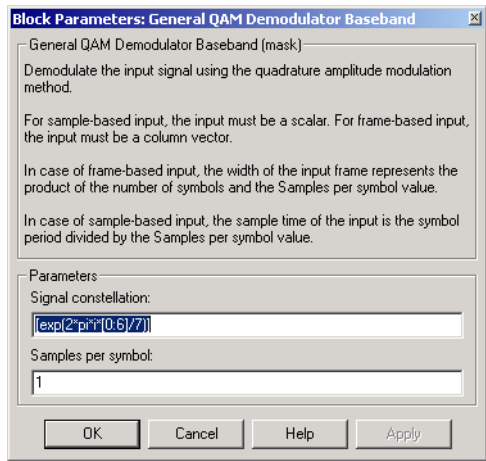 Block Parameters: General QAM Demodulator Baseband
General QAM Demodulator Baseband (mask)
Demodulate the input signal using the quadrature amplitude modulation
method.
For sample-based input, the input must be a scalar. For frame-based input,
the input must be a column vector.
In case of frame-based input, the width of the input frame represents the
product of the number of symbols and the Samples per symbol value.
In case of sample-based input, the sample time of the input is the symbol
period divided by the Samples per symbol value.
Parameters
Signal constellation:
[exp(2*pi*i*[0:6]/7)]
Samples per symbol:
1
OK Cancel Help Apply